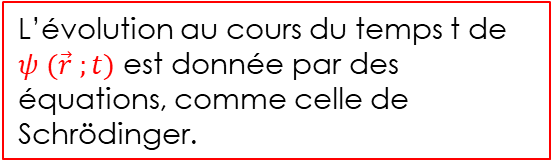 L’évolution au cours du temps t de
𝜓 (𝑟⃗ ; 𝑡) est donnée par des
équations, comme celle de
Schrödinger.